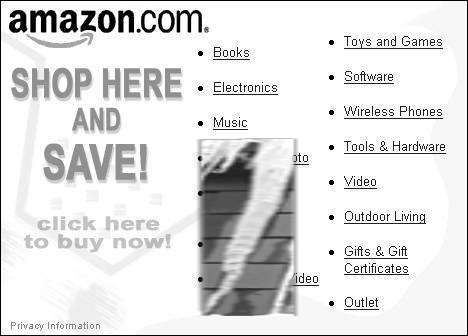 amazon.com®
SHOP HERE
AND
SAVE!
click here
to buy now!
Privacy Information
Books
Electronics
Music
Toys and Games
Software
Wireless Phones
Tools & Hardware
Video
Outdoor Living
Gifts & Gift
Certificates
Outlet